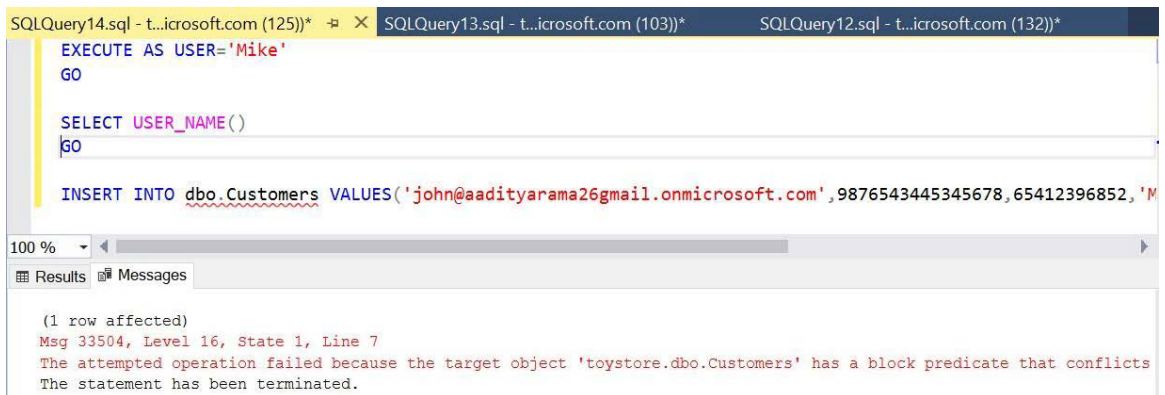 SQLQuery14.sql - t...icrosoft.com (125))* SQLQuery13.sql - t...icrosoft.com (103))* SQLQuery12.sql - t...icrosoft.com (132))*
EXECUTE AS USER='Mike'
GO
SELECT USER_NAME()
GO
INSERT INTO dbo.Customers VALUES('john@aadityarama26gmail.onmicrosoft.com',9876543445345678,65412396852,'M
100 %
Results Messages
(1 row affected)
Msg 33504, Level 16, State 1, Line 7
The attempted operation failed because the target object 'toystore.dbo.Customers' has a block predicate that conflicts
The statement has been terminated.